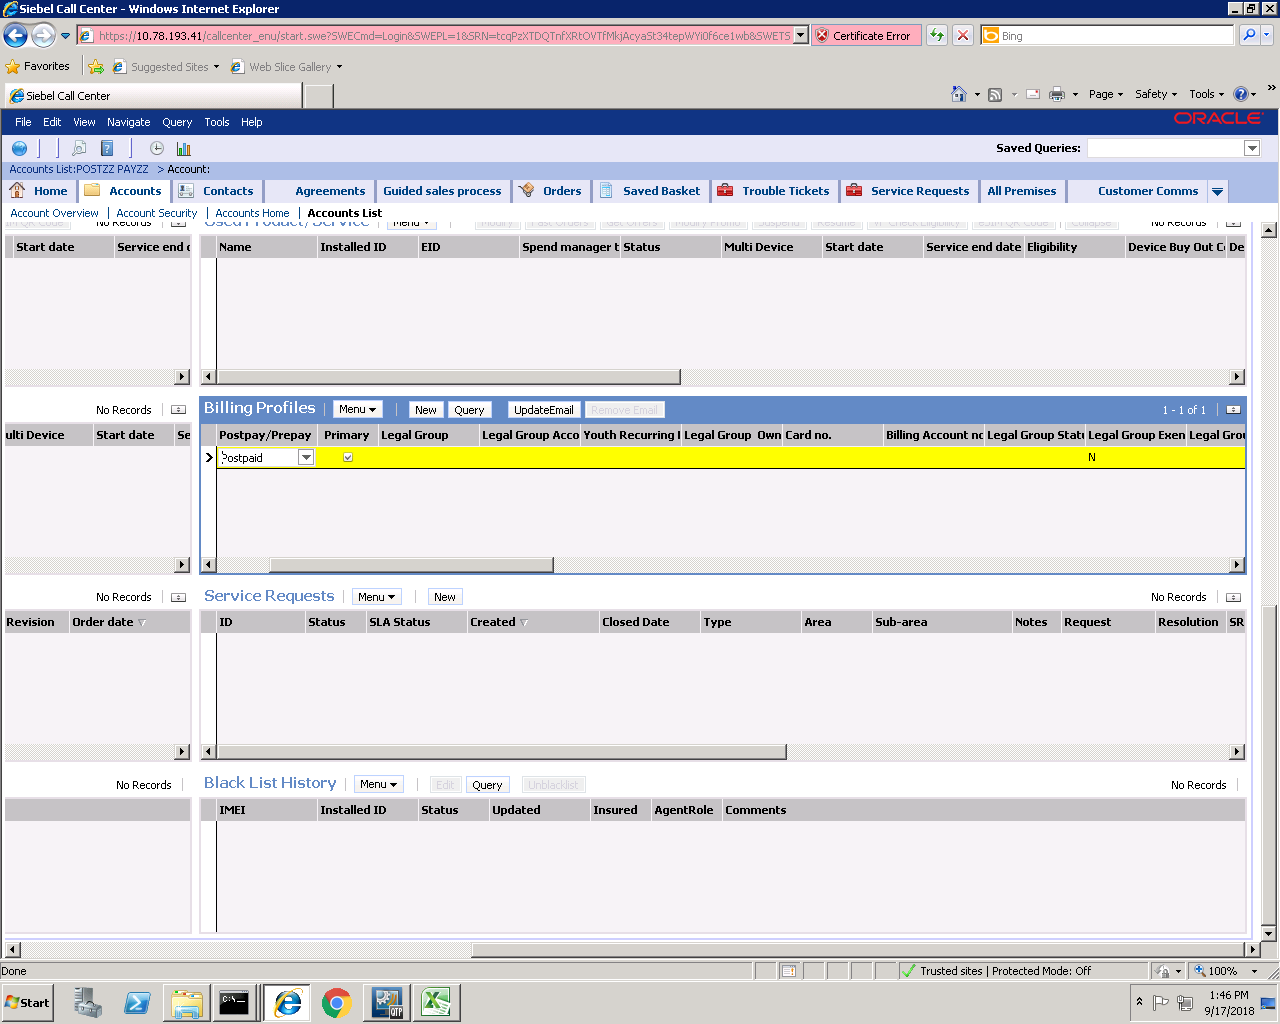 Siebel Call Center - Windows Internet Explorer
https://10.78.193.41/callcenter_enu/start.swe?SWECmd=Login&SWEPL=1&SRN=tcqPzXTDQTnfXRtOVTfMkjAcyaSt34tepWYi0f6ce1wb&SWETS
Certificate Error
Bing
Favorites
Suggested Sites
Web Slice Gallery
Siebel Call Center
Page
Safety
Tools
File Edit View Navigate Query Tools Help
ORACLE
Saved Queries:
Accounts List:POSTZZ PAYZZ > Account:
Home Accounts Contacts Agreements Guided sales process Orders Saved Basket Trouble Tickets Service Requests All Premises Customer Comms
Account Overview | Account Security | Accounts Home | Accounts List
No Records
Used Product/Service Menu
No Records
Start date Service end d
Name Installed ID EID Spend manager t Status Multi Device Start date Service end date Eligibility Device Buy Out C De
No Records
Billing Profiles Menu New Query UpdateEmail Remove Email 1 - 1 of 1
ulti Device Start date Se
Postpay/Prepay Primary Legal Group Legal Group Acco Youth Recurring Legal Group Own Card no. Billing Account no Legal Group Statu Legal Group Exen Legal Grou
Postpaid N
No Records
Service Requests Menu New No Records
Revision Order date
ID Status SLA Status Created Closed Date Type Area Sub-area Notes Request Resolution SR
No Records
Black List History Menu Edit Query Unblacklist No Records
IMEI Installed ID Status Updated Insured AgentRole Comments
Done
Trusted sites | Protected Mode: Off
100%
Start
C:\.
QTP
1:46 PM
9/17/2018